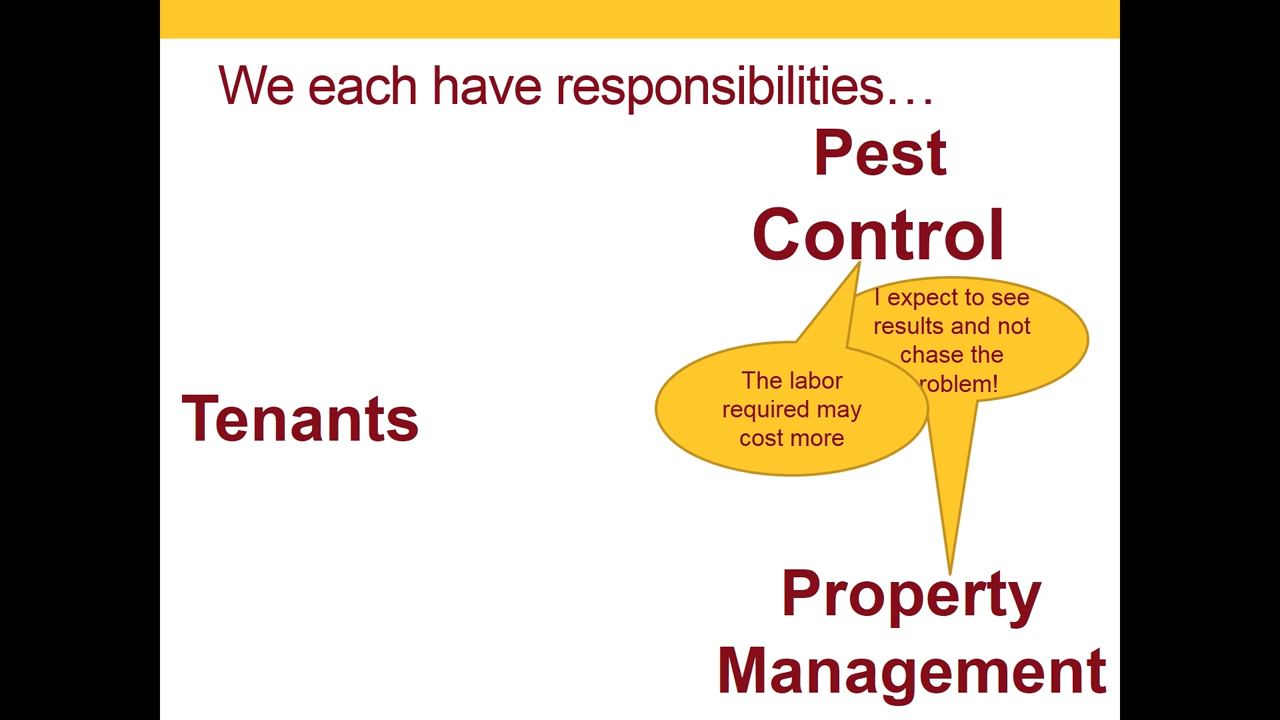 We each have responsibilities…
Pest
Control
I expect to see
results and not
chase the
roblem!
The labor
required may
cost more
Tenants
Property
Management